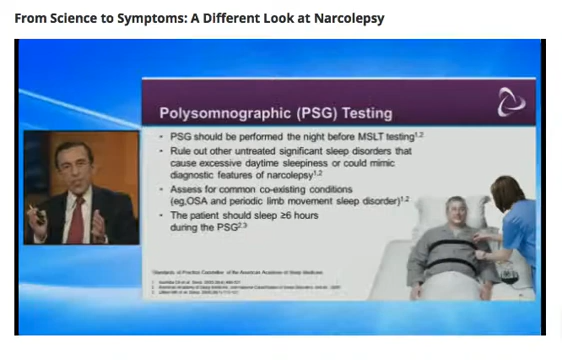 From Science to Symptoms: A Different Look at Narcolepsy
Polysomnographic (PSG) Testing
• PSG should be performed the night before MSLT testing1,2
• Rule out other untreated significant sleep disorders that
cause excessive daytime sleepiness or could mimic
diagnostic features of narcolepsy1,2
• Assess for common co-existing conditions
(eg,OSA and periodic limb movement sleep disorder)1,2
• The patient should sleep ≥6 hours
during the PSG2,3
Standards of Practice Committee of the American Academy of Sleep Medicine.